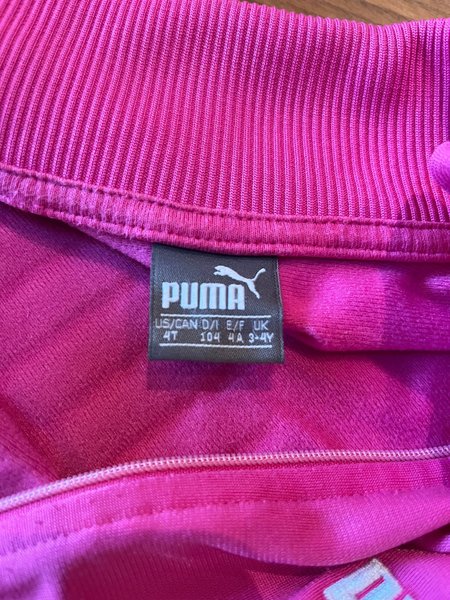 PUMA
US/CAN D/I E/F UK
4T 104 4A 3-4Y